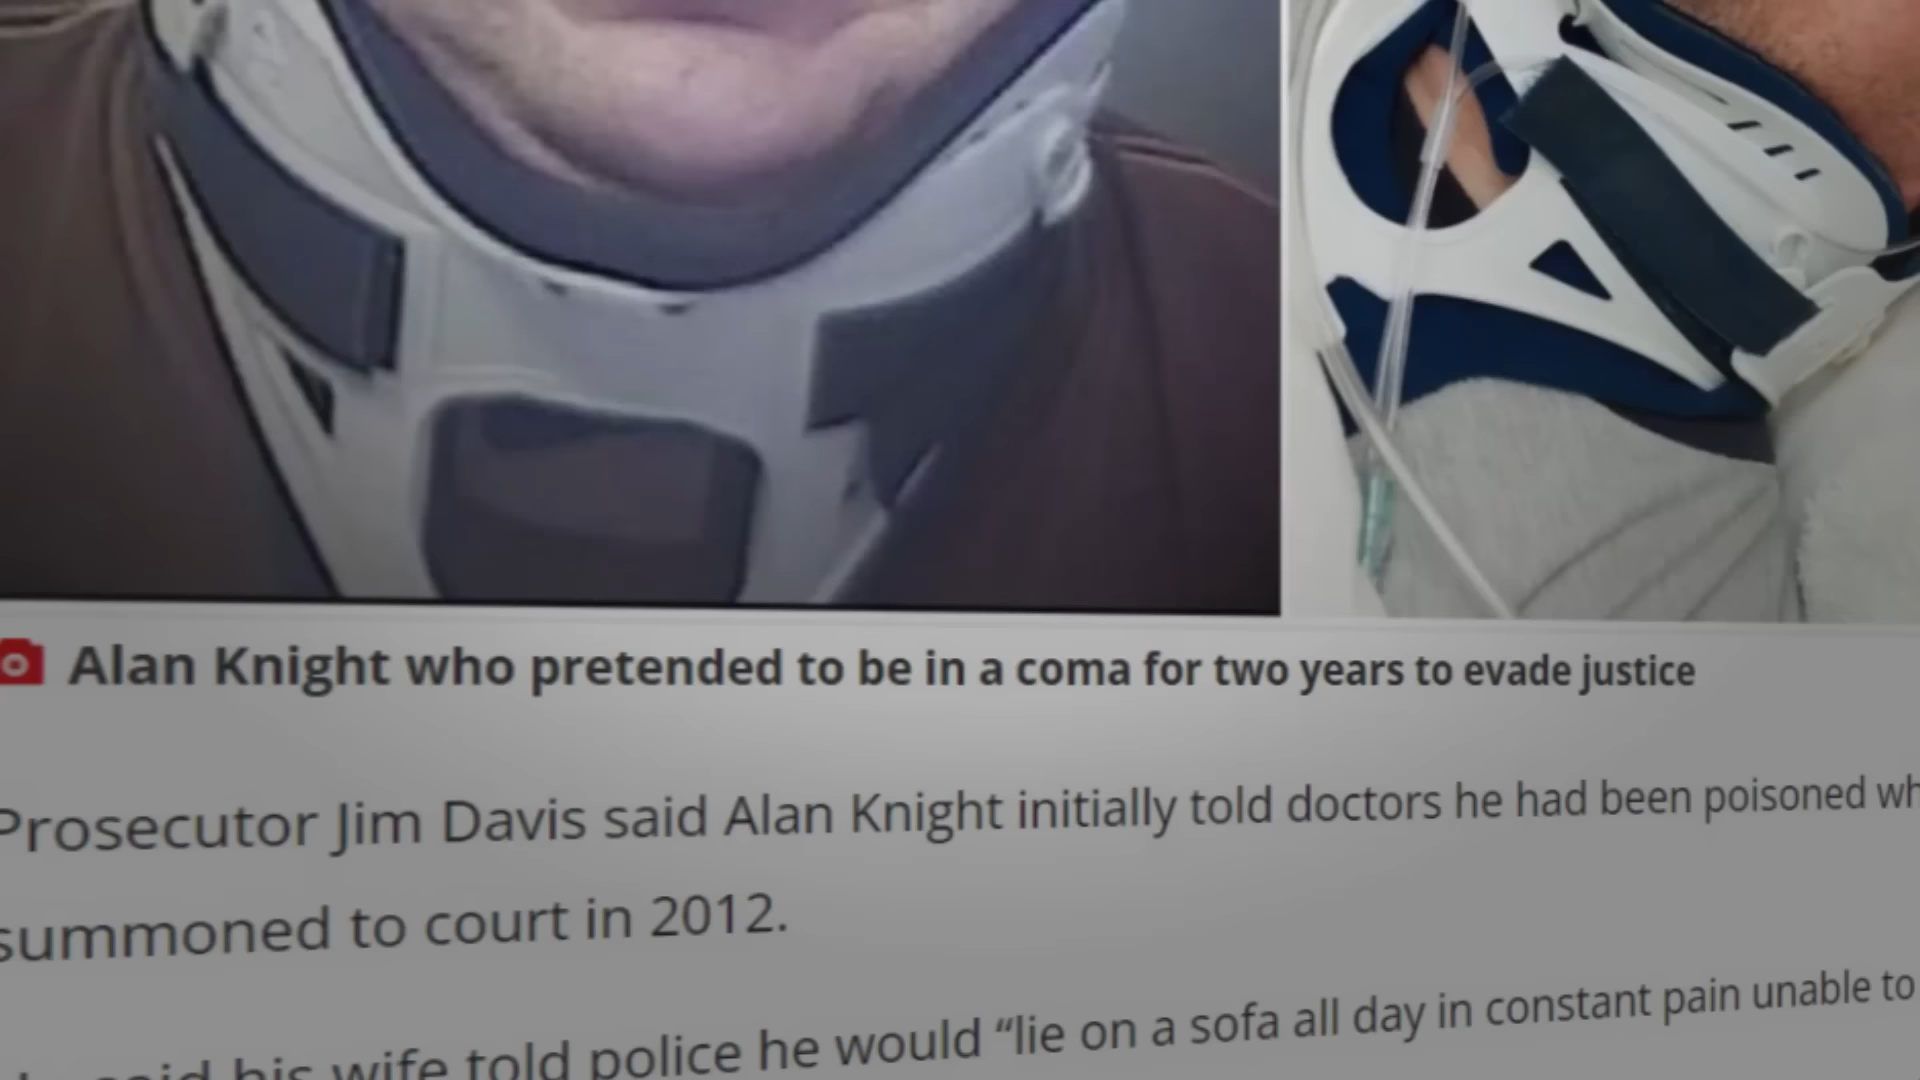 Alan Knight who pretended to be in a coma for two years to evade justice
Prosecutor Jim Davis said Alan Knight initially told doctors he had been poisoned wh
summoned to court in 2012.
said his wife told police he would “lie on a sofa all day in constant pain unable to